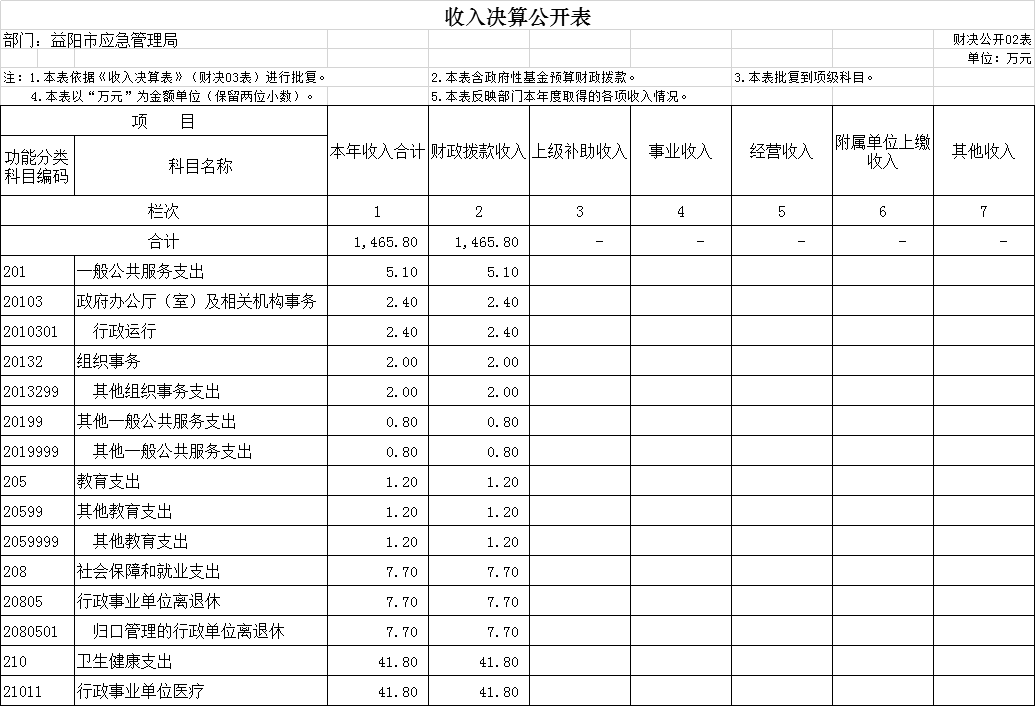 收入决算公开表
部门：益阳市应急管理局 财决公开02表
单位：万元
注：1.本表依据《收入决算表》（财决03表）进行批复。 2.本表含政府性基金预算财政拨款。 3.本表批复到项级科目。
4.本表以“万元”为金额单位（保留两位小数）。 5.本表反映部门本年度取得的各项收入情况。
项 目 本年收入合计 财政拨款收入 上级补助收入 事业收入 经营收入 附属单位上缴收入 其他收入
功能分类科目编码 科目名称
栏次 1 2 3 4 5 6 7
合计 1,465.80 1,465.80 － － － － －
201 一般公共服务支出 5.10 5.10
20103 政府办公厅（室）及相关机构事务 2.40 2.40
2010301 行政运行 2.40 2.40
20132 组织事务 2.00 2.00
2013299 其他组织事务支出 2.00 2.00
20199 其他一般公共服务支出 0.80 0.80
2019999 其他一般公共服务支出 0.80 0.80
205 教育支出 1.20 1.20
20599 其他教育支出 1.20 1.20
2059999 其他教育支出 1.20 1.20
208 社会保障和就业支出 7.70 7.70
20805 行政事业单位离退休 7.70 7.70
2080501 归口管理的行政单位离退休 7.70 7.70
210 卫生健康支出 41.80 41.80
21011 行政事业单位医疗 41.80 41.80